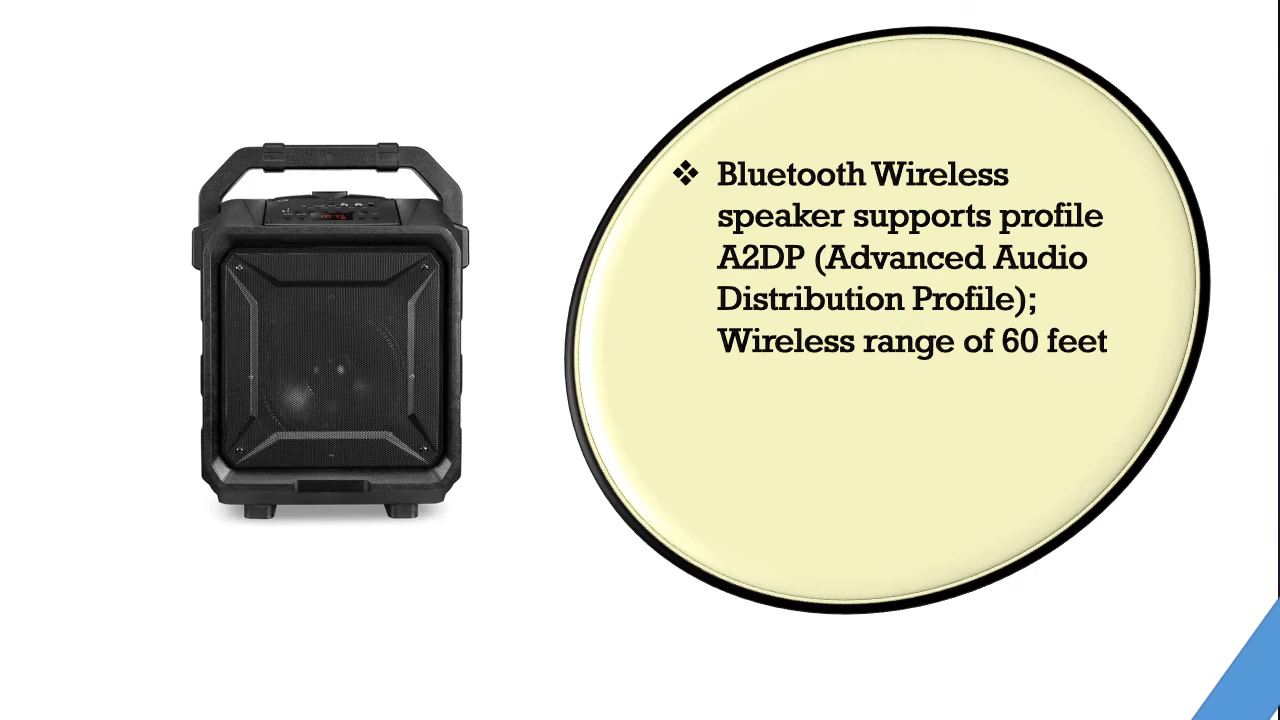 ❖ Bluetooth Wireless
speaker supports profile
A2DP (Advanced Audio
Distribution Profile);
Wireless range of 60 feet